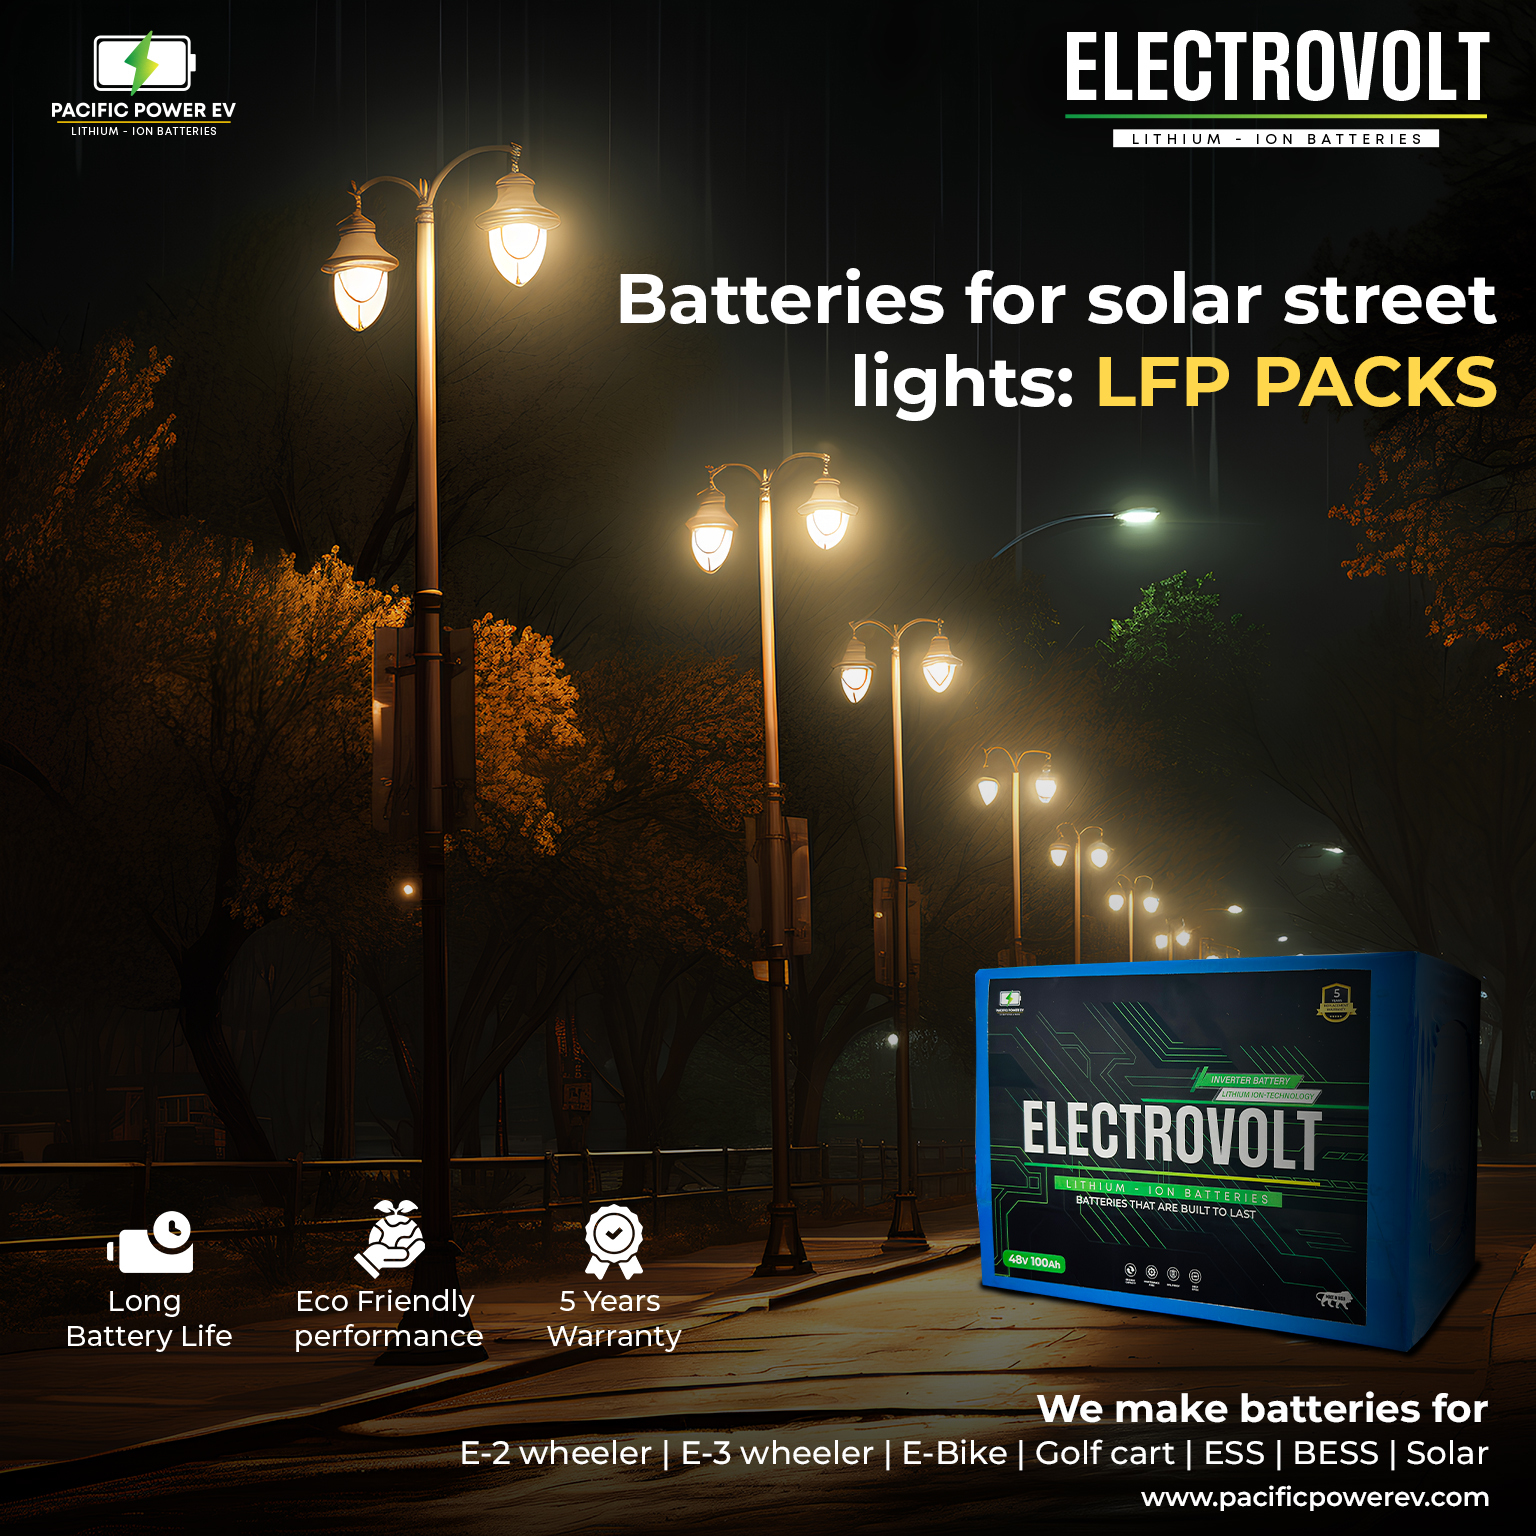 PACIFIC POWER EV
LITHIUM - ION BATTERIES
ELECTROVOLT
LITHIUM - ION BATTERIES
Batteries for solar street
lights: LFP PACKS
5
INVERTER BATTERY
LITHIUM ION-TECHNOLOGY
ELECTROVOLT
LITHIUM - ION BATTERIES
BATTERIES THAT ARE BUILT TO LAST
48v 100Ah
Long
Battery Life
Eco Friendly
performance
5 Years
Warranty
We make batteries for
E-2 wheeler | E-3 wheeler | E-Bike | Golf cart | ESS | BESS | Solar
www.pacificpowerev.com